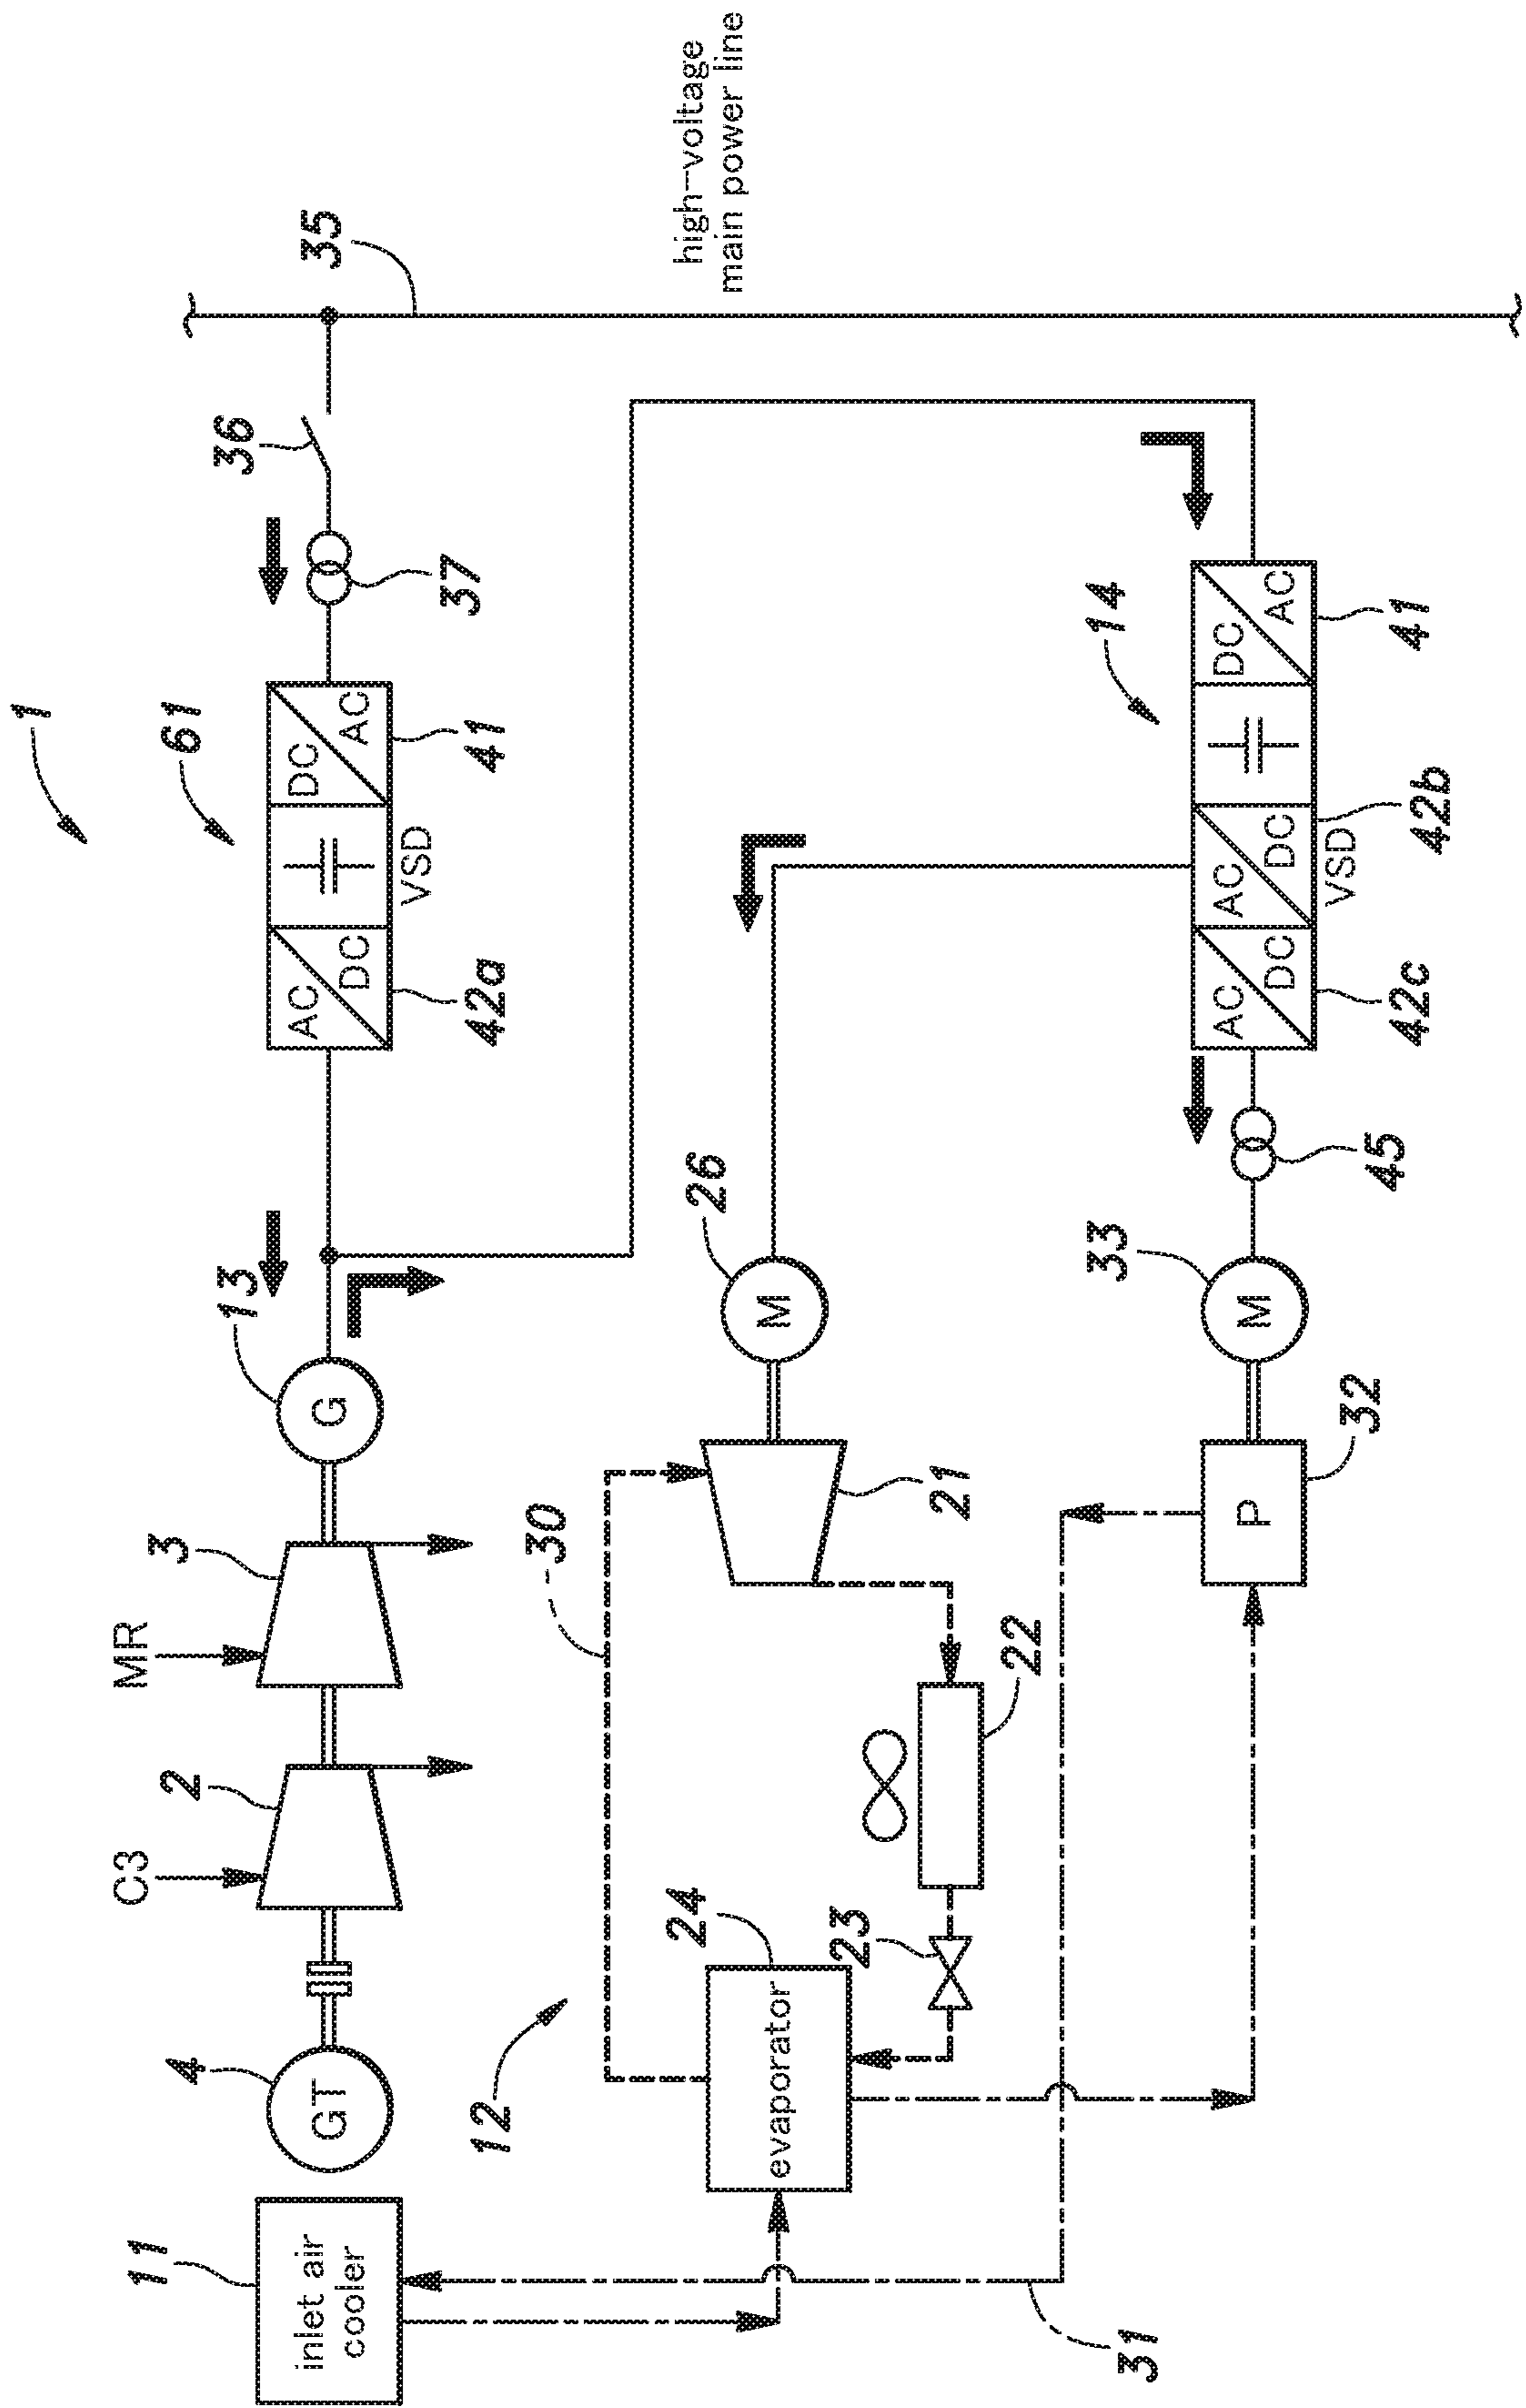 1
61
41
DC
AC
VSD
AC
DC
42a
37
36
35
high-voltage
main power line
13
G
3
MR
2
C3
4
GT
11
inlet air
cooler
12
30
26
M
21
22
23
24
evaporator
14
DC
AC
41
AC
DC
42b
VSD
AC
DC
42c
45
33
M
32
P
31